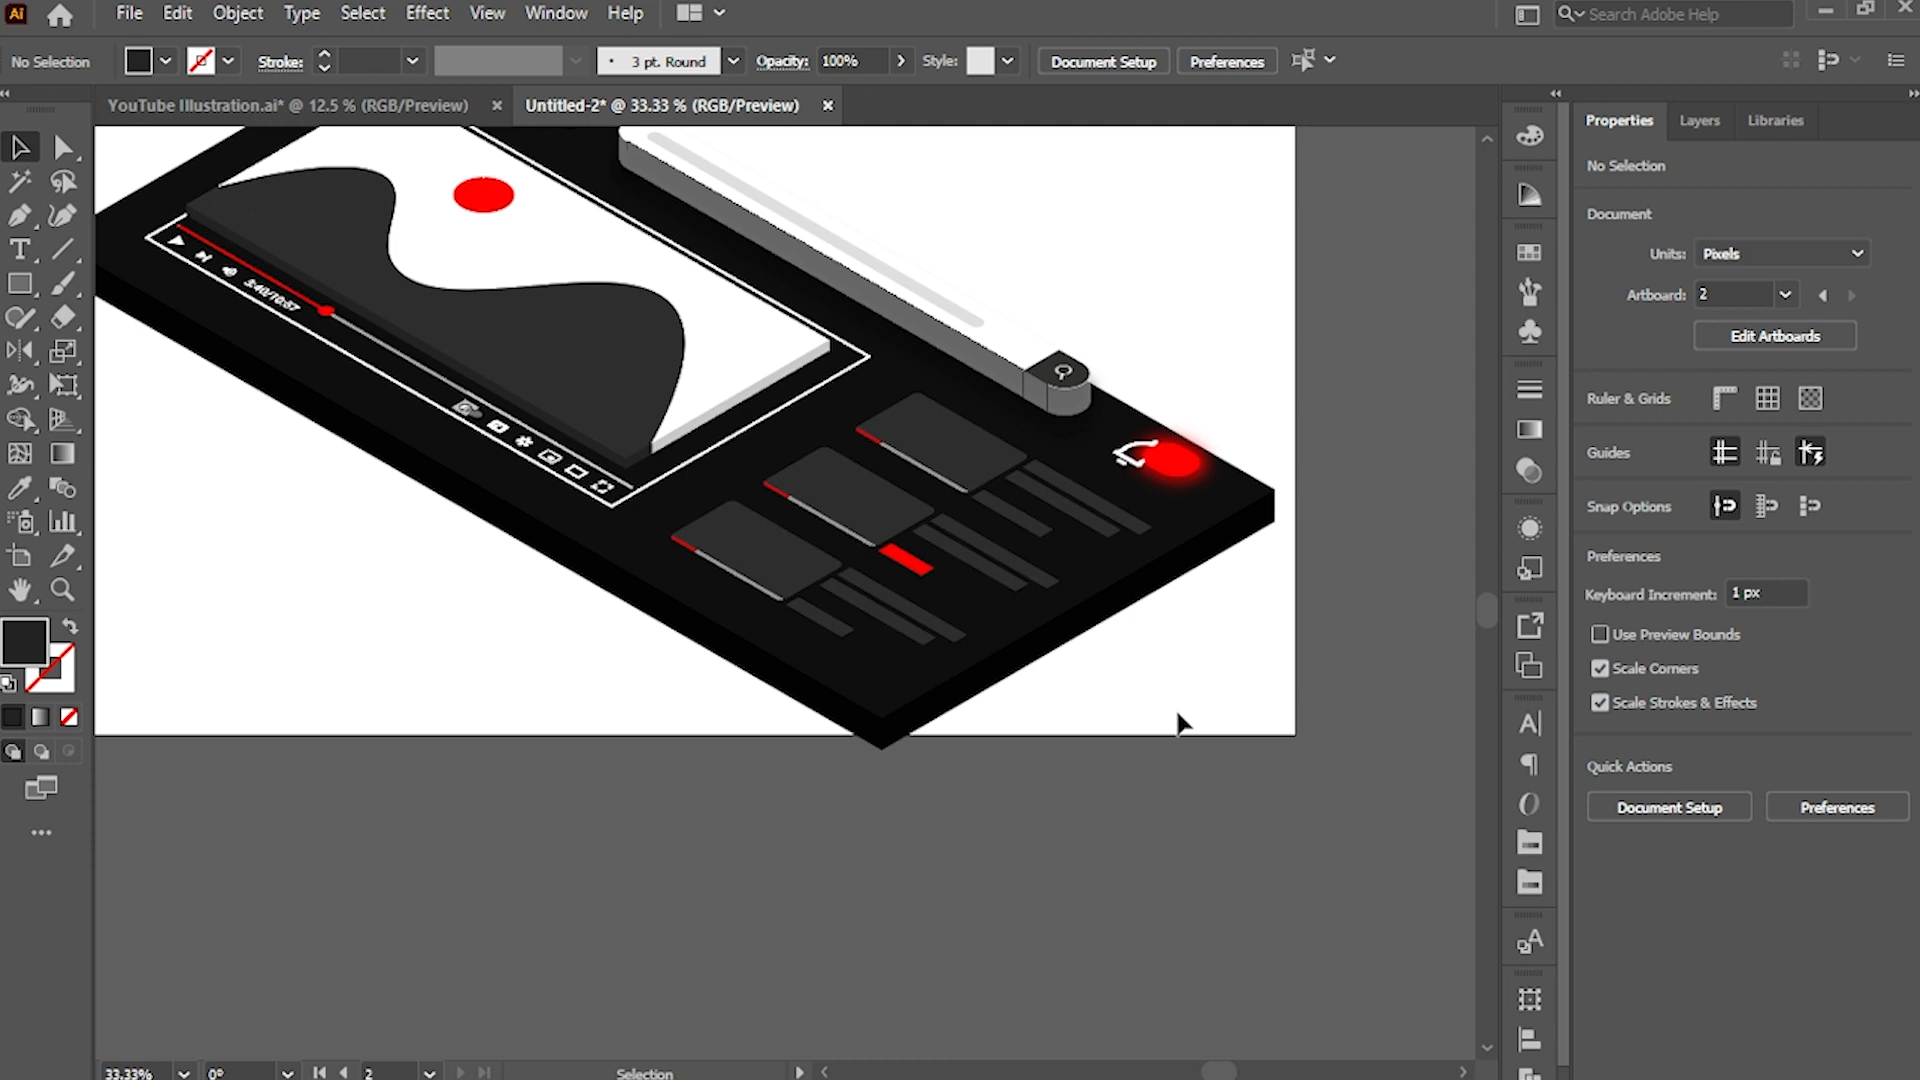 Ai File Edit Object Type Select Effect View Window Help Search Adobe Help
No Selection Stroke: 3 pt. Round Opacity: 100% Style: Document Setup Preferences
YouTube Illustration.ai* @ 12.5 % (RGB/Preview) × Untitled-2* @ 33.33 % (RGB/Preview) ×
Properties Layers Libraries
No Selection
Document
Units: Pixels
Artboard: 2
Edit Artboards
Ruler & Grids
Guides
Snap Options
Preferences
Keyboard Increment: 1 px
Use Preview Bounds
Scale Corners
Scale Strokes & Effects
Quick Actions
Document Setup Preferences
33.33% 0° 2 Selection